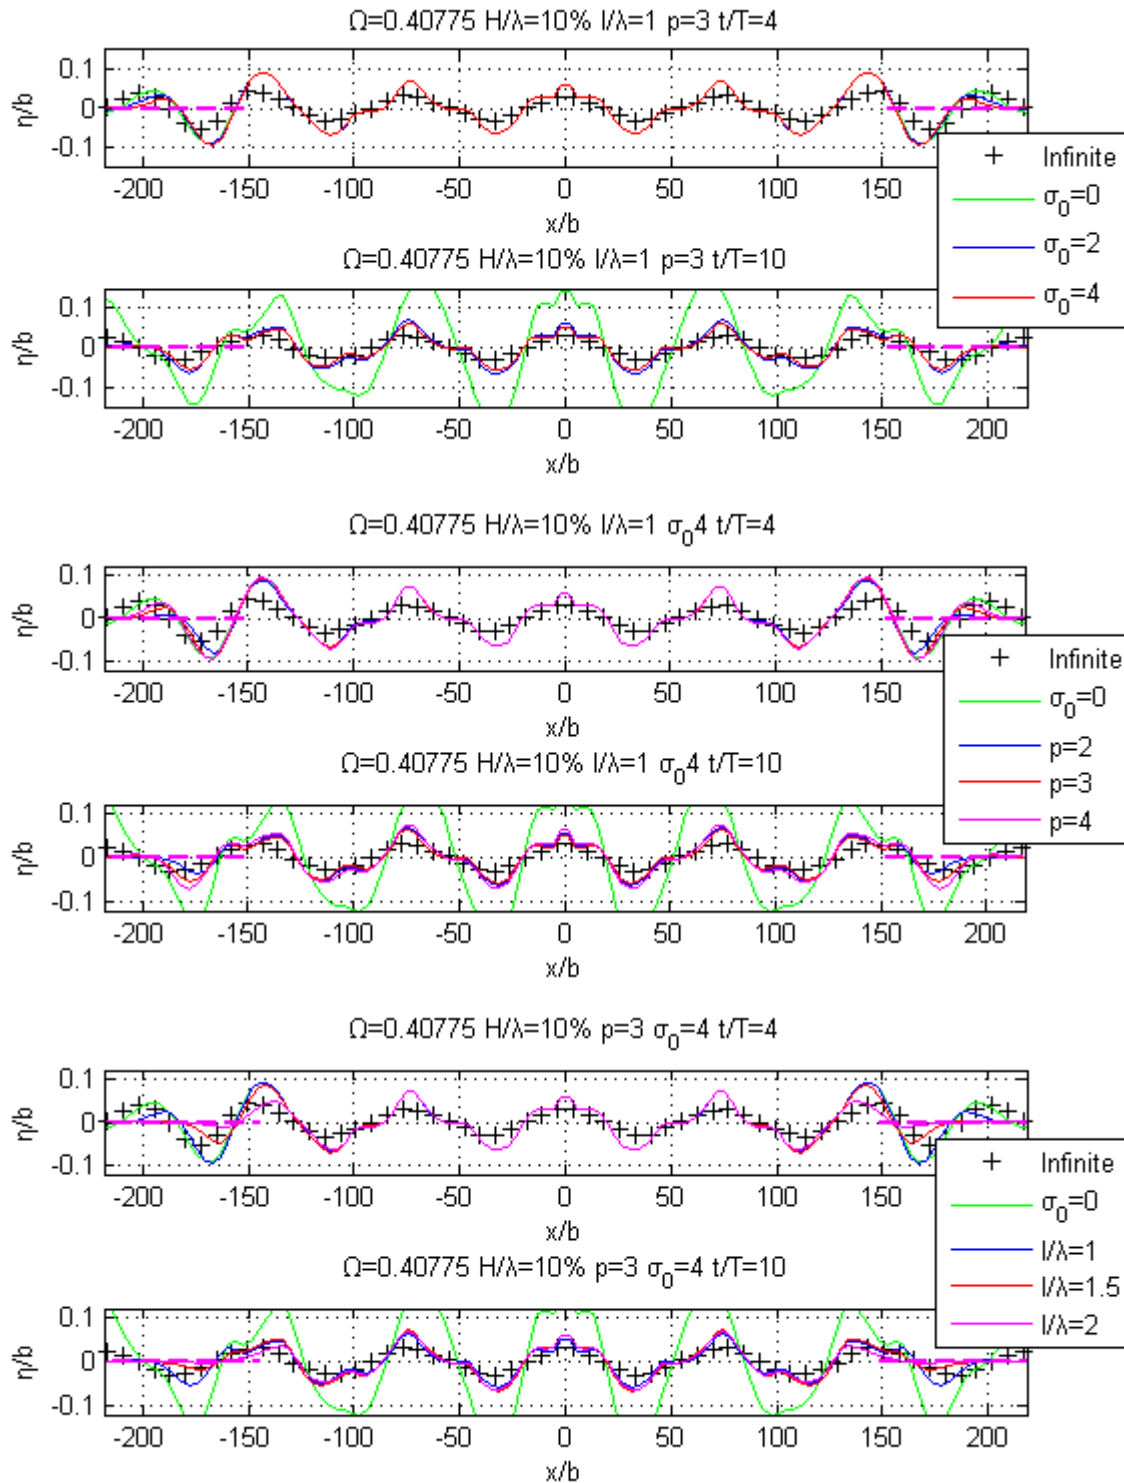 Ω=0.40775 H/λ=10% l/λ=1 p=3 t/T=4
0.1
0
-0.1
η/b
-200 -150 -100 -50 0 50 100 150
x/b
Infinite
σ0=0
σ0=2
σ0=4
Ω=0.40775 H/λ=10% l/λ=1 p=3 t/T=10
0.1
0
-0.1
η/b
-200 -150 -100 -50 0 50 100 150 200
x/b
Ω=0.40775 H/λ=10% l/λ=1 σ04 t/T=4
0.1
0
-0.1
η/b
-200 -150 -100 -50 0 50 100 150
x/b
Infinite
σ0=0
p=2
p=3
p=4
Ω=0.40775 H/λ=10% l/λ=1 σ04 t/T=10
0.1
0
-0.1
η/b
-200 -150 -100 -50 0 50 100 150 200
x/b
Ω=0.40775 H/λ=10% p=3 σ0=4 t/T=4
0.1
0
-0.1
η/b
-200 -150 -100 -50 0 50 100 150
x/b
Infinite
σ0=0
l/λ=1
l/λ=1.5
l/λ=2
Ω=0.40775 H/λ=10% p=3 σ0=4 t/T=10
0.1
0
-0.1
η/b
-200 -150 -100 -50 0 50 100 150 200
x/b